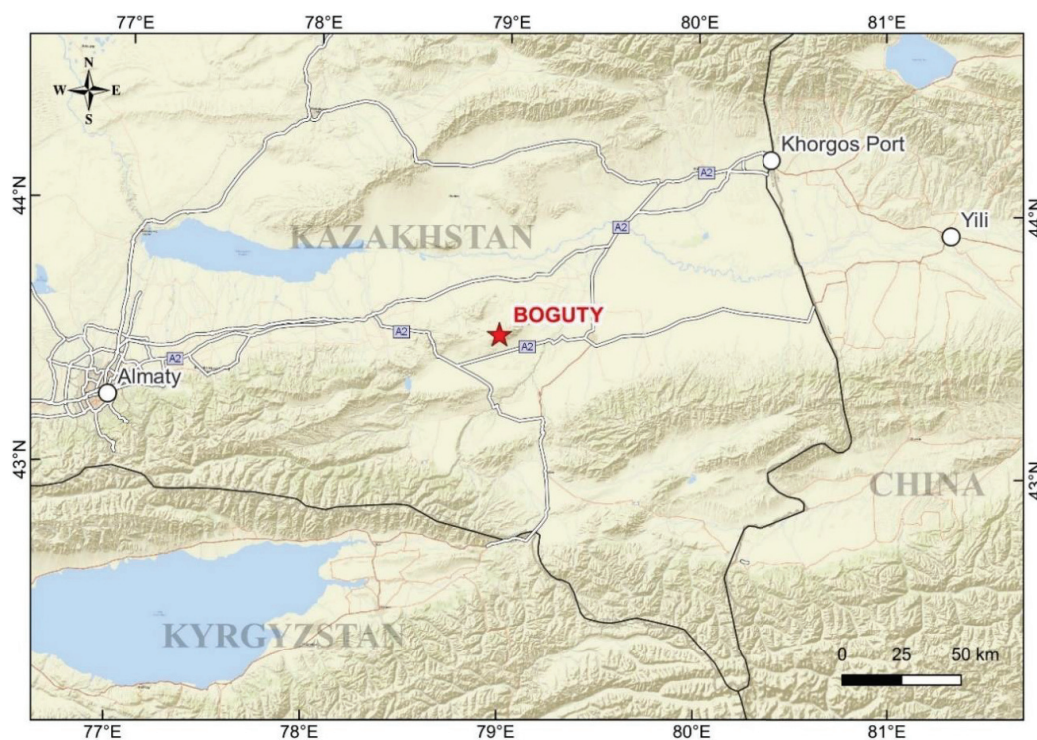 77°E 78°E 79°E 80°E 81°E
N
W E
S
Khorgos Port
A2
44°N
44°N
Yili
A2
KAZAKHSTAN
BOGUTY
A2
A2
A2
Almaty
43°N
43°N
CHINA
KYRGYZSTAN
0 25 50 km
77°E 78°E 79°E 80°E 81°E